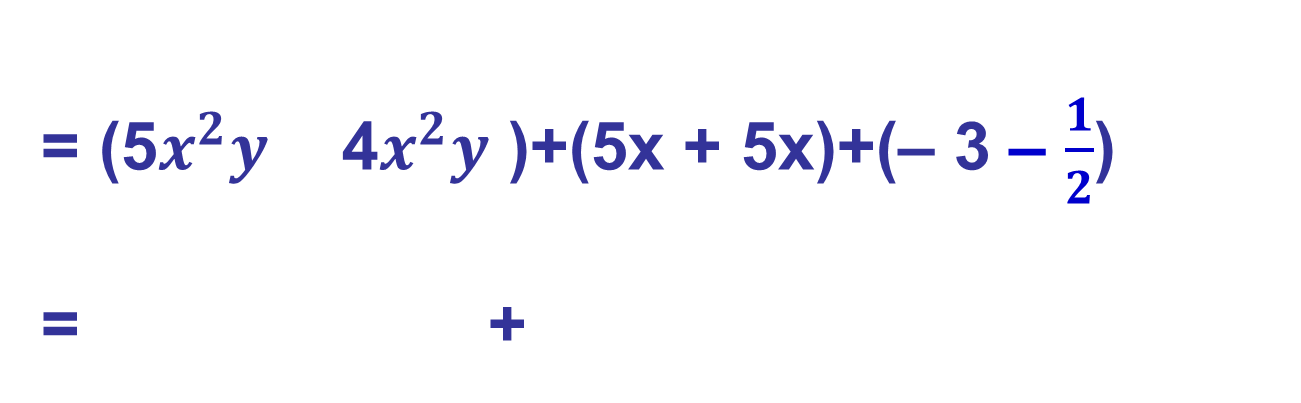 = (5x²y 4x²y )+(5x + 5x)+(– 3 – 1/2)
= +